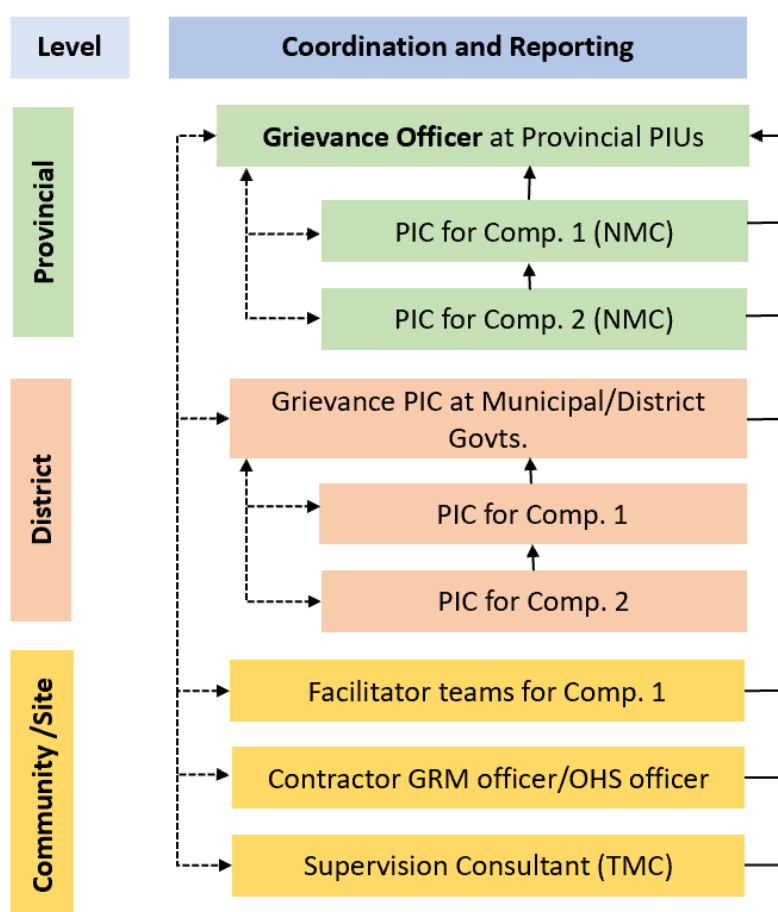 Level
Coordination and Reporting
Provincial
Grievance Officer at Provincial PIUs
PIC for Comp. 1 (NMC)
PIC for Comp. 2 (NMC)
District
Grievance PIC at Municipal/District
Govts.
PIC for Comp. 1
PIC for Comp. 2
Community /Site
Facilitator teams for Comp. 1
Contractor GRM officer/OHS officer
Supervision Consultant (TMC)